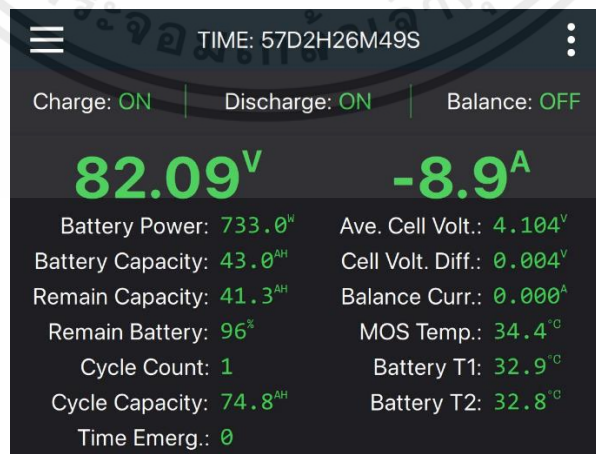 TIME: 57D2H26M49S
Charge: ON Discharge: ON Balance: OFF
82.09V -8.9A
Battery Power: 733.0W Ave. Cell Volt.: 4.104V
Battery Capacity: 43.0AH Cell Volt. Diff.: 0.004V
Remain Capacity: 41.3AH Balance Curr.: 0.000A
Remain Battery: 96% MOS Temp.: 34.4°C
Cycle Count: 1 Battery T1: 32.9°C
Cycle Capacity: 74.8AH Battery T2: 32.8°C
Time Emerg.: 0